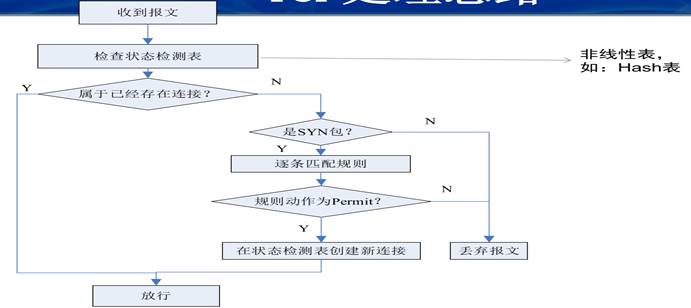 收到报文
检查状态检测表
非线性表，
如：Hash表
Y
属于已经存在连接？
N
是SYN包？
N
Y
逐条匹配规则
规则动作为Permit？
N
Y
在状态检测表创建新连接
丢弃报文
放行